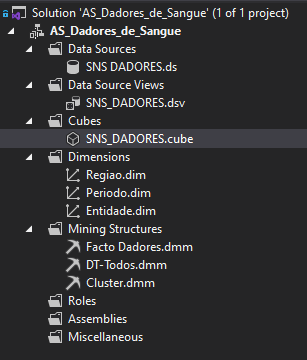 Solution 'AS_Dadores_de_Sangue' (1 of 1 project)
AS_Dadores_de_Sangue
Data Sources
SNS DADORES.ds
Data Source Views
SNS_DADORES.dsv
Cubes
SNS_DADORES.cube
Dimensions
Regiao.dim
Periodo.dim
Entidade.dim
Mining Structures
Facto Dadores.dmm
DT-Todos.dmm
Cluster.dmm
Roles
Assemblies
Miscellaneous